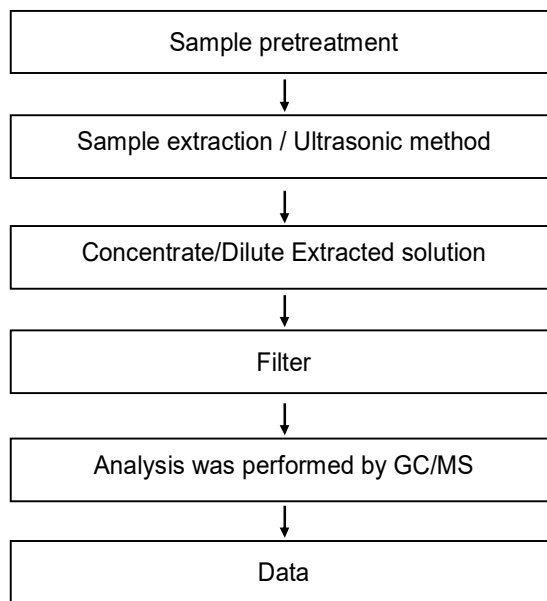 Sample pretreatment
Sample extraction / Ultrasonic method
Concentrate/Dilute Extracted solution
Filter
Analysis was performed by GC/MS
Data